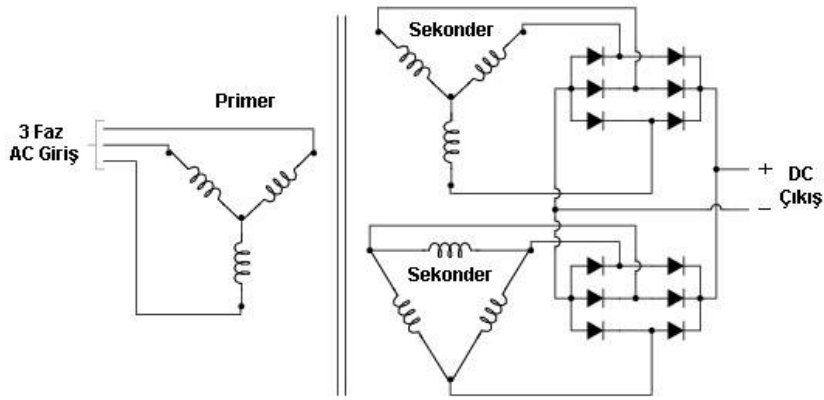 Sekonder
Primer
3 Faz
AC Giriş
+
DC
Çıkış
−
Sekonder